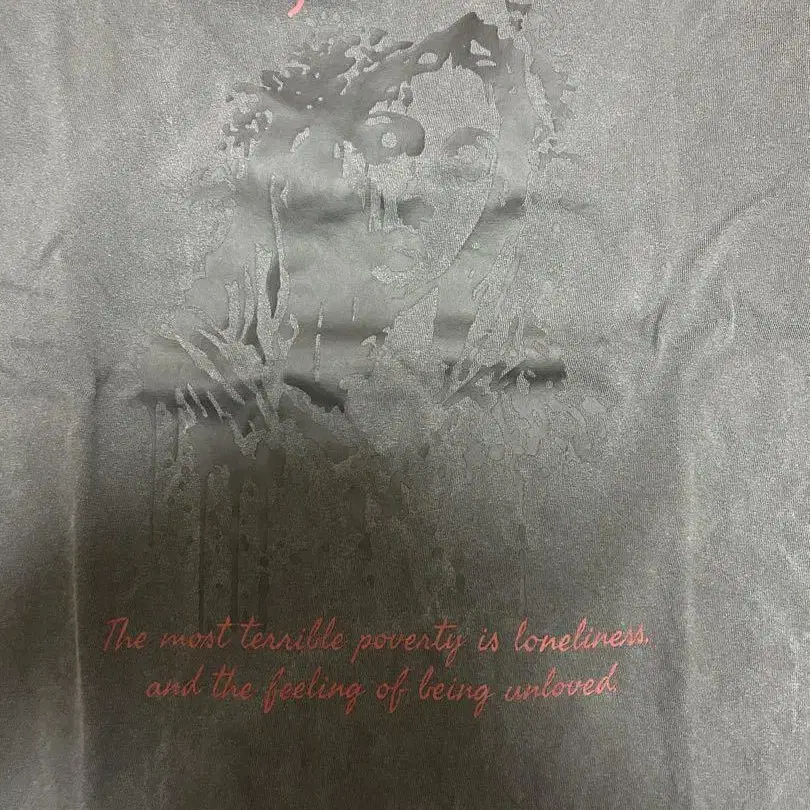 The most terrible poverty is loneliness.
and the feeling of being unloved.